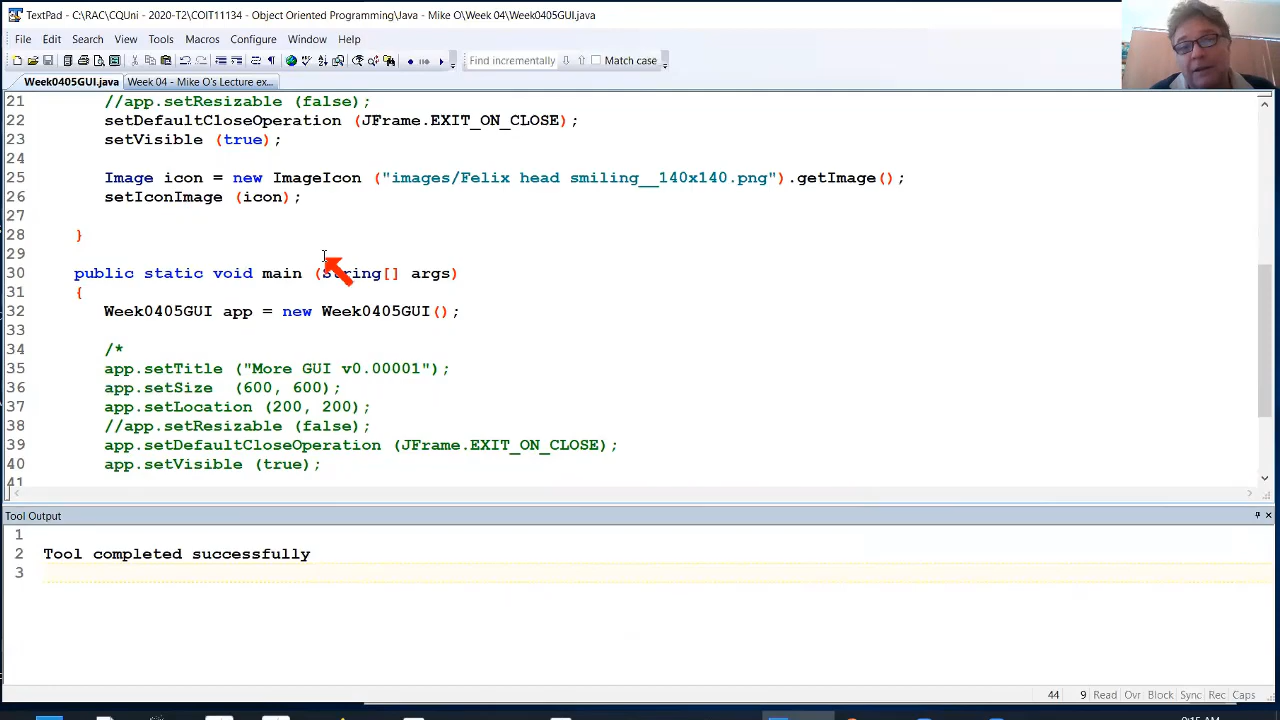 TextPad - C:\RAC\CQUni - 2020-T2\COIT11134 - Object Oriented Programming\Java - Mike O\Week 04\Week0405GUI.java
File Edit Search View Tools Macros Configure Window Help
Find incrementally Match case
Week0405GUI.java Week 04 - Mike O's Lecture ex...
21 //app.setResizable (false);
22 setDefaultCloseOperation (JFrame.EXIT_ON_CLOSE);
23 setVisible (true);
24
25 Image icon = new ImageIcon ("images/Felix head smiling__140x140.png").getImage();
26 setIconImage (icon);
27
28 }
29
30 public static void main (String[] args)
31 {
32 Week0405GUI app = new Week0405GUI();
33
34 /*
35 app.setTitle ("More GUI v0.00001");
36 app.setSize (600, 600);
37 app.setLocation (200, 200);
38 //app.setResizable (false);
39 app.setDefaultCloseOperation (JFrame.EXIT_ON_CLOSE);
40 app.setVisible (true);
41
Tool Output
1
2 Tool completed successfully
3
44 9 Read Ovr Block Sync Rec Caps